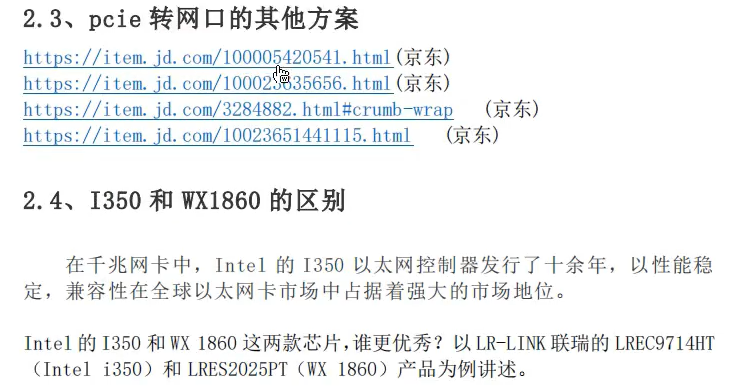 2.3、pcie 转网口的其他方案
https://item.jd.com/100005420541.html(京东)
https://item.jd.com/100023635656.html(京东)
https://item.jd.com/3284882.html#crumb-wrap （京东)
https://item.jd.com/10023651441115.html （京东)
2.4、I350 和 WX1860 的区别
在千兆网卡中，Intel 的 I350 以太网控制器发行了十余年，以性能稳
定，兼容性在全球以太网卡市场中占据着强大的市场地位。
Intel 的 I350 和 WX 1860 这两款芯片，谁更优秀？以 LR-LINK 联瑞的 LREC9714HT
（Intel i350）和 LRES2025PT（WX 1860）产品为例讲述。